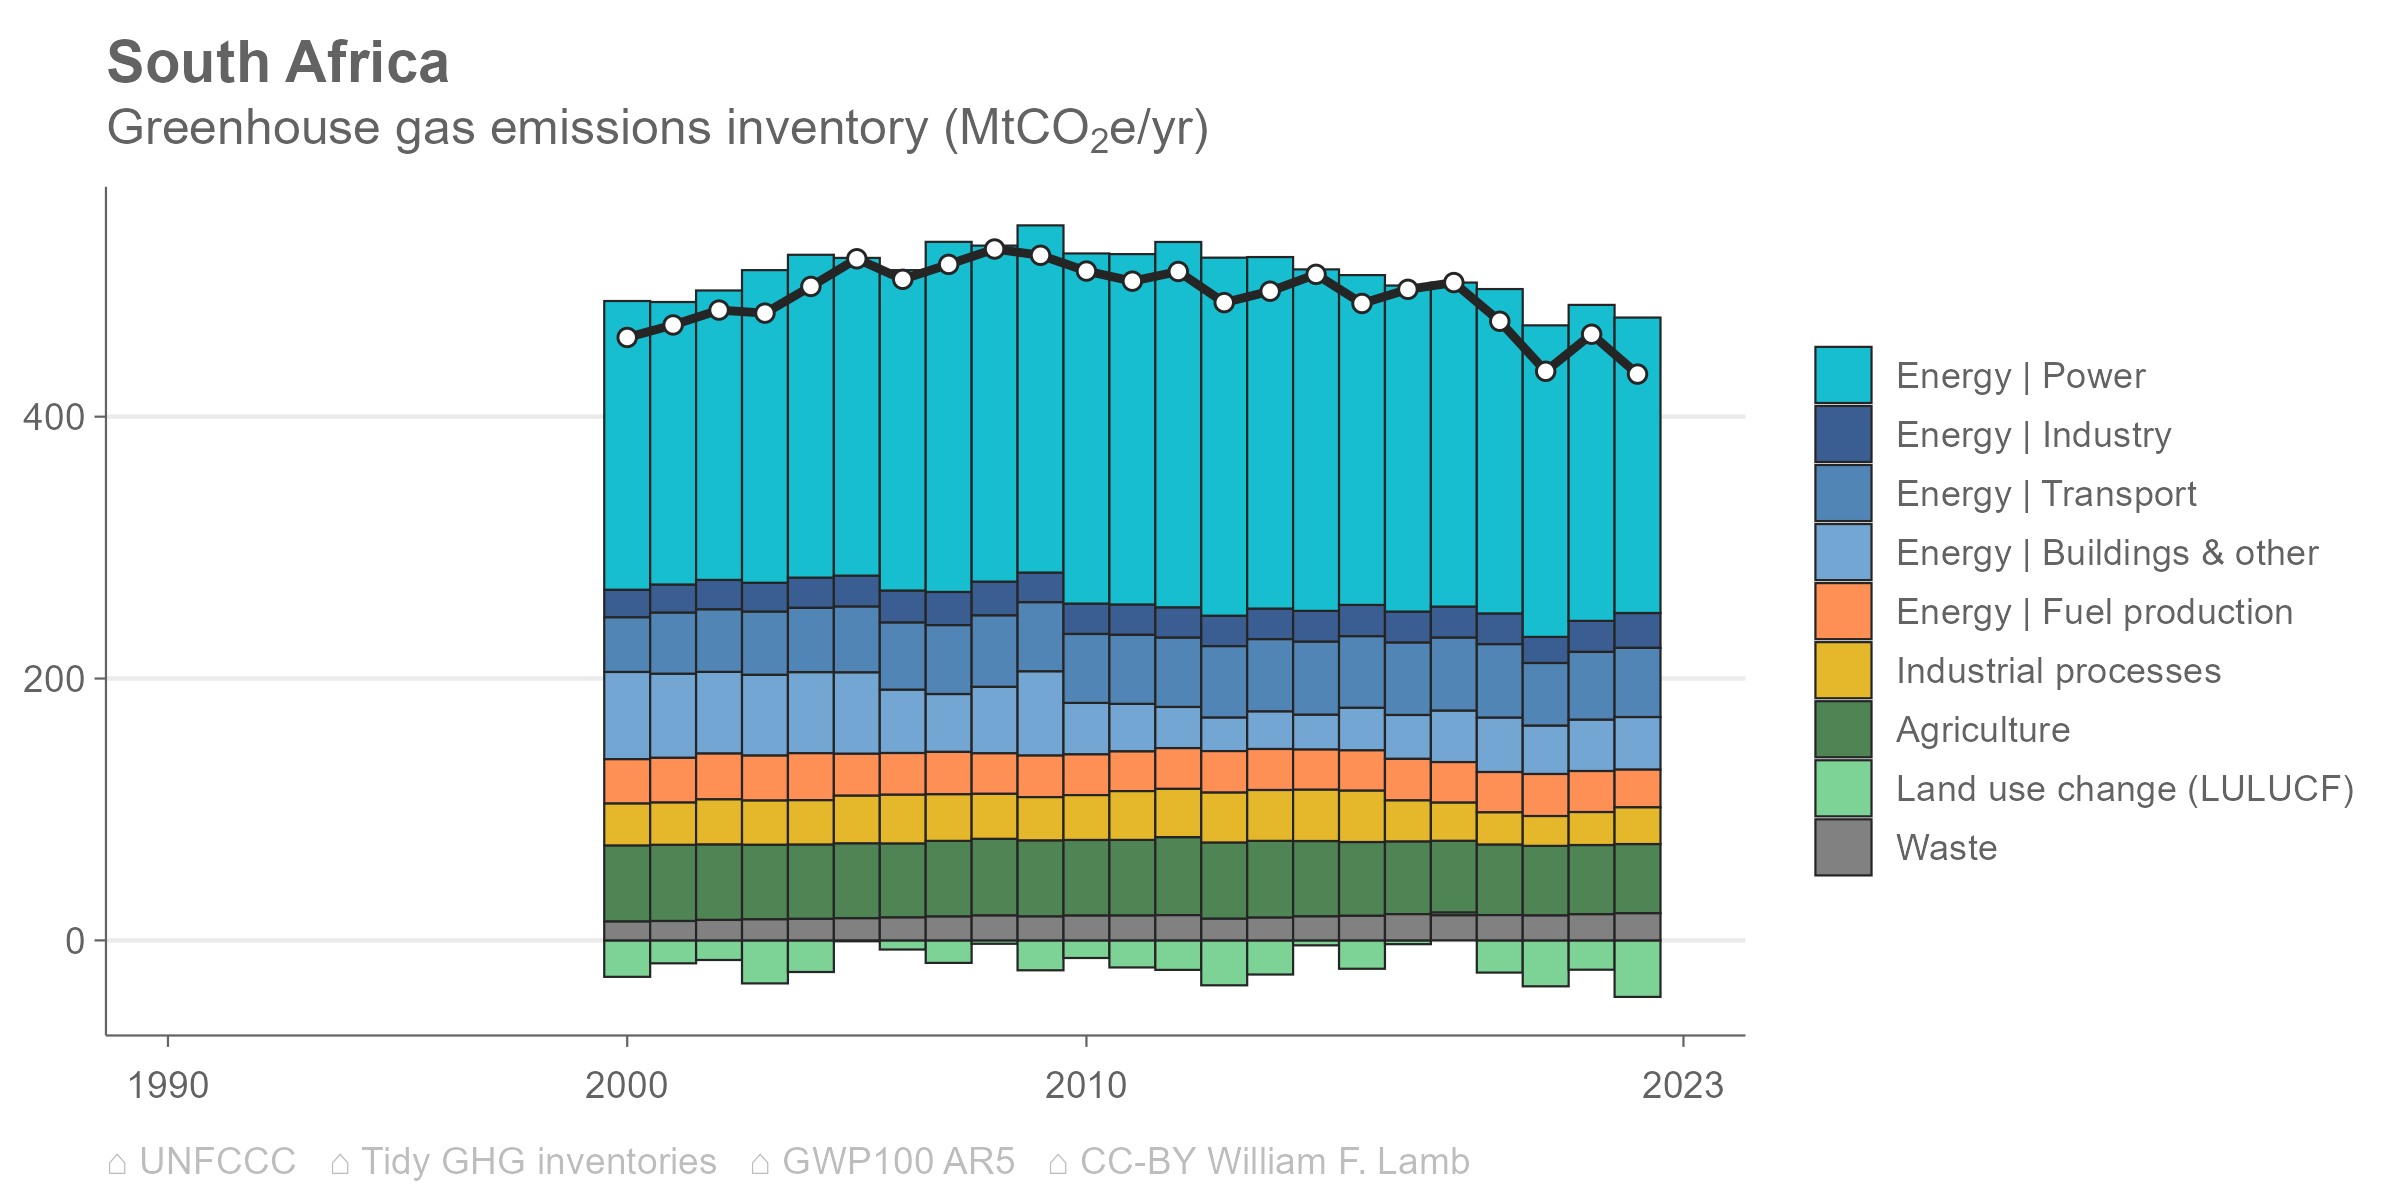 South Africa
Greenhouse gas emissions inventory (MtCO₂e/yr)
400
200
0
1990 2000 2010 2023
Energy | Power
Energy | Industry
Energy | Transport
Energy | Buildings & other
Energy | Fuel production
Industrial processes
Agriculture
Land use change (LULUCF)
Waste
⌂ UNFCCC ⌂ Tidy GHG inventories ⌂ GWP100 AR5 ⌂ CC-BY William F. Lamb